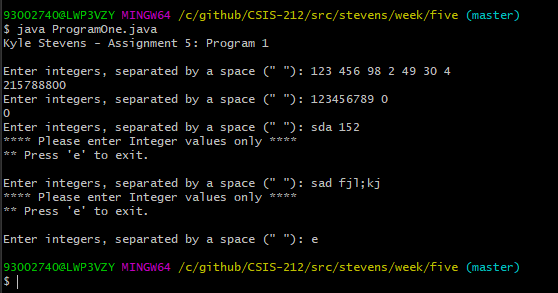 93002740@LWP3VZY MINGW64 /c/github/CSIS-212/src/stevens/week/five (master)
$ java ProgramOne.java
Kyle Stevens - Assignment 5: Program 1
Enter integers, separated by a space (" "): 123 456 98 2 49 30 4
215788800
Enter integers, separated by a space (" "): 123456789 0
0
Enter integers, separated by a space (" "): sda 152
**** Please enter Integer values only ****
** Press 'e' to exit.
Enter integers, separated by a space (" "): sad fjl;kj
**** Please enter Integer values only ****
** Press 'e' to exit.
Enter integers, separated by a space (" "): e
93002740@LWP3VZY MINGW64 /c/github/CSIS-212/src/stevens/week/five (master)
$